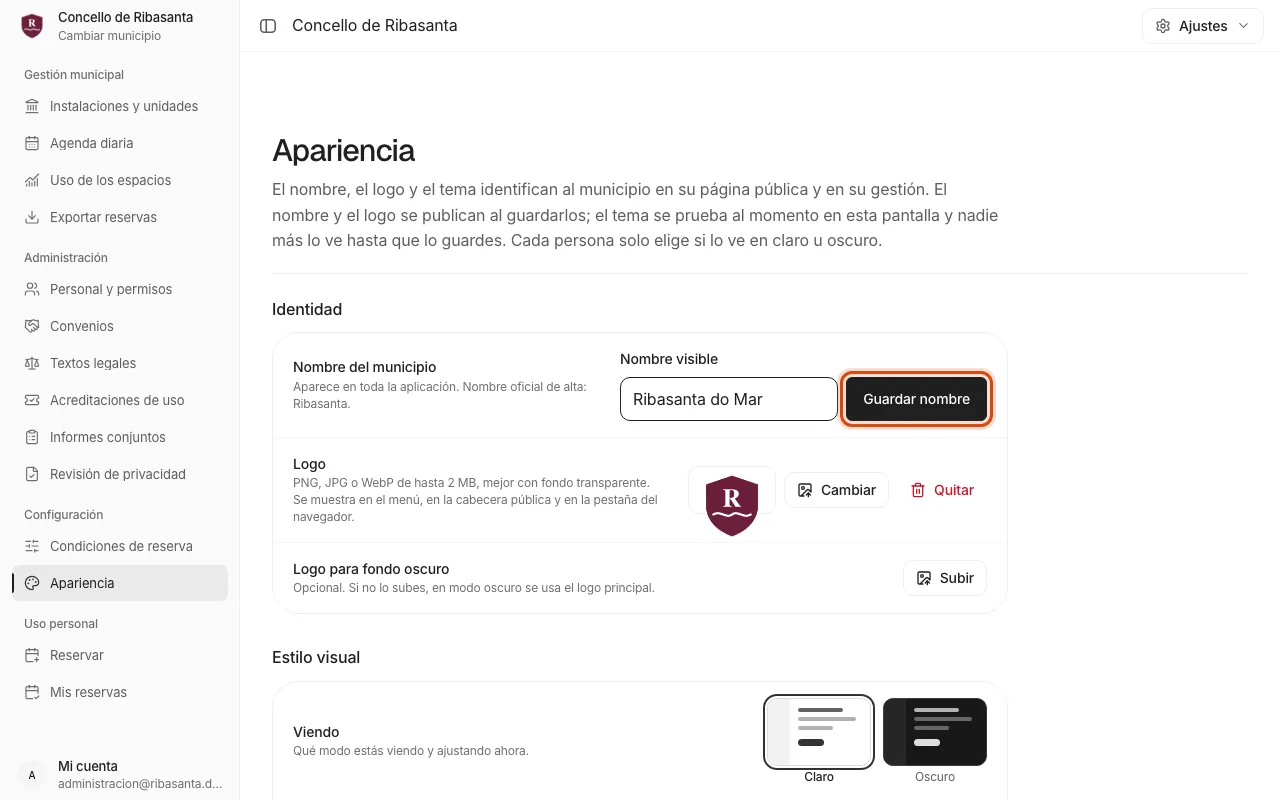 R
Concello de Ribasanta
Cambiar municipio
Gestión municipal
Instalaciones y unidades
Agenda diaria
Uso de los espacios
Exportar reservas
Administración
Personal y permisos
Convenios
Textos legales
Acreditaciones de uso
Informes conjuntos
Revisión de privacidad
Configuración
Condiciones de reserva
Apariencia
Uso personal
Reservar
Mis reservas
A
Mi cuenta
administracion@ribasanta.d...
Concello de Ribasanta
Ajustes
Apariencia
El nombre, el logo y el tema identifican al municipio en su página pública y en su gestión. El
nombre y el logo se publican al guardarlos; el tema se prueba al momento en esta pantalla y nadie
más lo ve hasta que lo guardes. Cada persona solo elige si lo ve en claro u oscuro.
Identidad
Nombre del municipio
Aparece en toda la aplicación. Nombre oficial de alta:
Ribasanta.
Nombre visible
Ribasanta do Mar
Guardar nombre
Logo
PNG, JPG o WebP de hasta 2 MB, mejor con fondo transparente.
Se muestra en el menú, en la cabecera pública y en la pestaña del
navegador.
R
Cambiar
Quitar
Logo para fondo oscuro
Opcional. Si no lo subes, en modo oscuro se usa el logo principal.
Subir
Estilo visual
Viendo
Qué modo estás viendo y ajustando ahora.
Claro
Oscuro